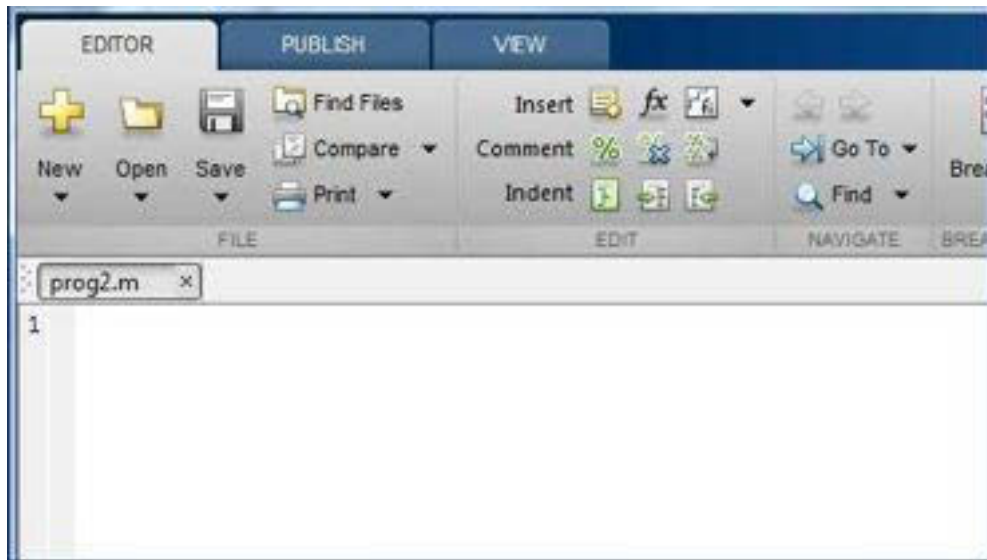 EDITOR PUBLISH VIEW
New Open Save
Find Files
Compare
Print
Insert fx
Comment %
Indent
Go To
Find
FILE EDIT NAVIGATE
prog2.m ×
1